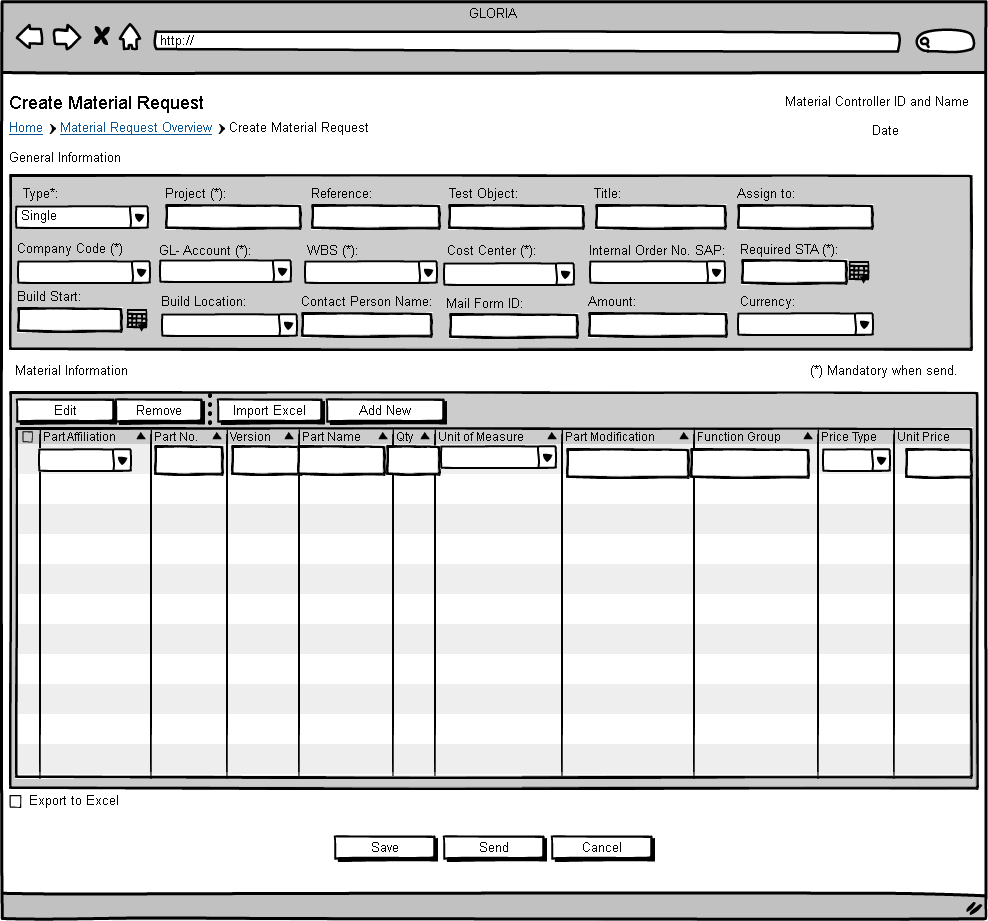 GLORIA
http://
Create Material Request
Material Controller ID and Name
Home Material Request Overview Create Material Request
Date
General Information
Type*: Project (*): Reference: Test Object: Title: Assign to:
Single
Company Code (*) GL- Account (*): WBS (*): Cost Center (*): Internal Order No. SAP: Required STA (*):
Build Start: Build Location: Contact Person Name: Mail Form ID: Amount: Currency:
Material Information
(*) Mandatory when send.
Edit Remove Import Excel Add New
Part Affiliation Part No. Version Part Name Qty Unit of Measure Part Modification Function Group Price Type Unit Price
Export to Excel
Save Send Cancel